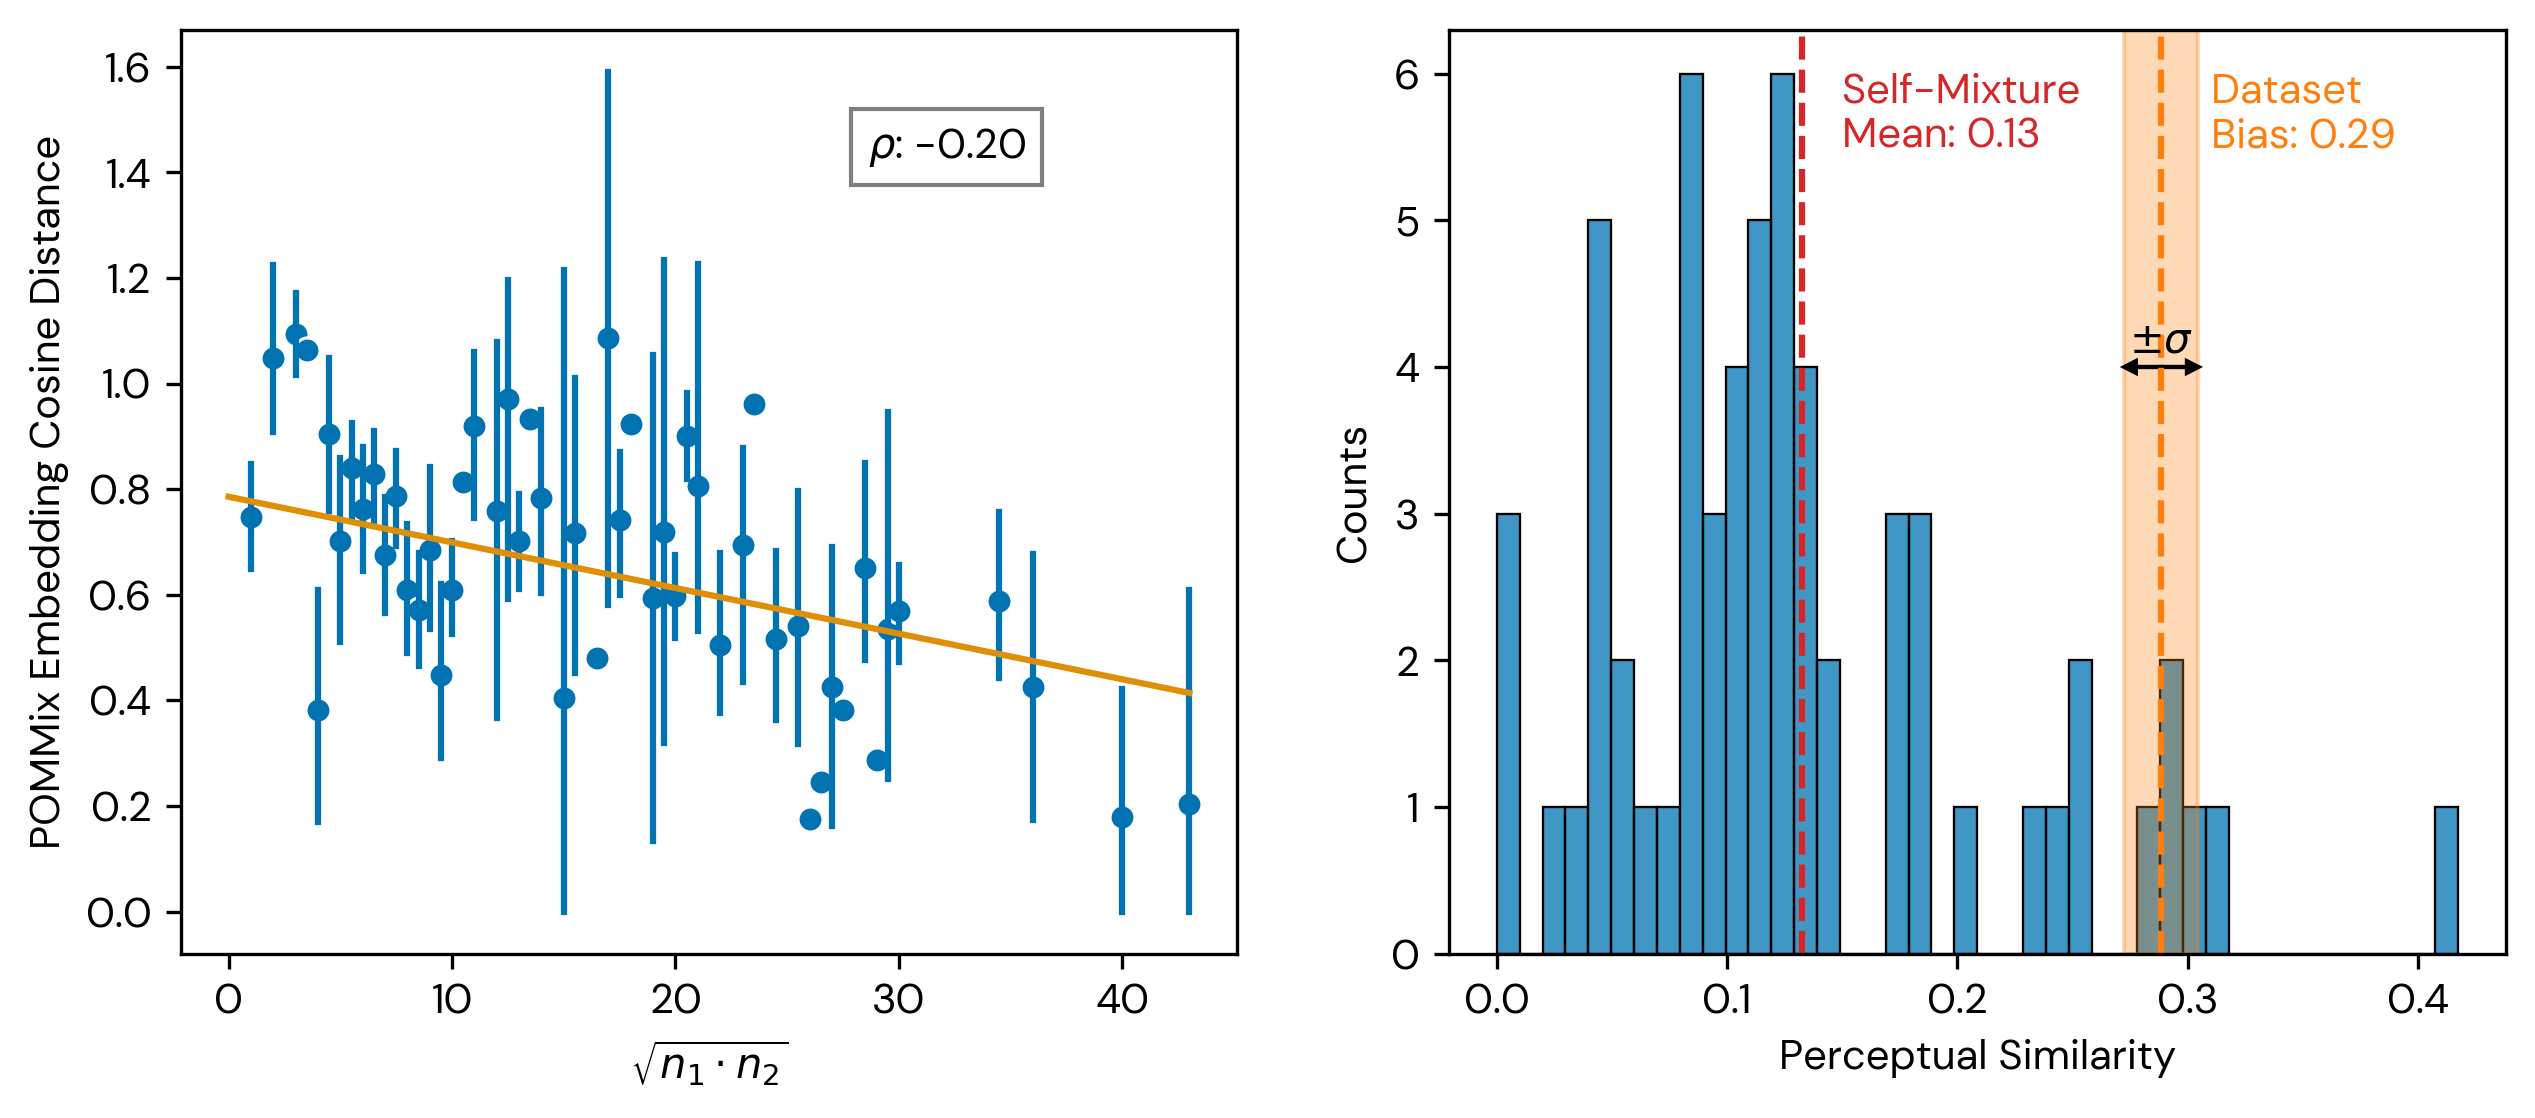 POMMix Embedding Cosine Distance
1.6
1.4
1.2
1.0
0.8
0.6
0.4
0.2
0.0
ρ: -0.20
0 10 20 30 40
√n₁ · n₂
Counts
6
5
4
3
2
1
0
Self-Mixture
Mean: 0.13
Dataset
Bias: 0.29
±σ
0.0 0.1 0.2 0.3 0.4
Perceptual Similarity